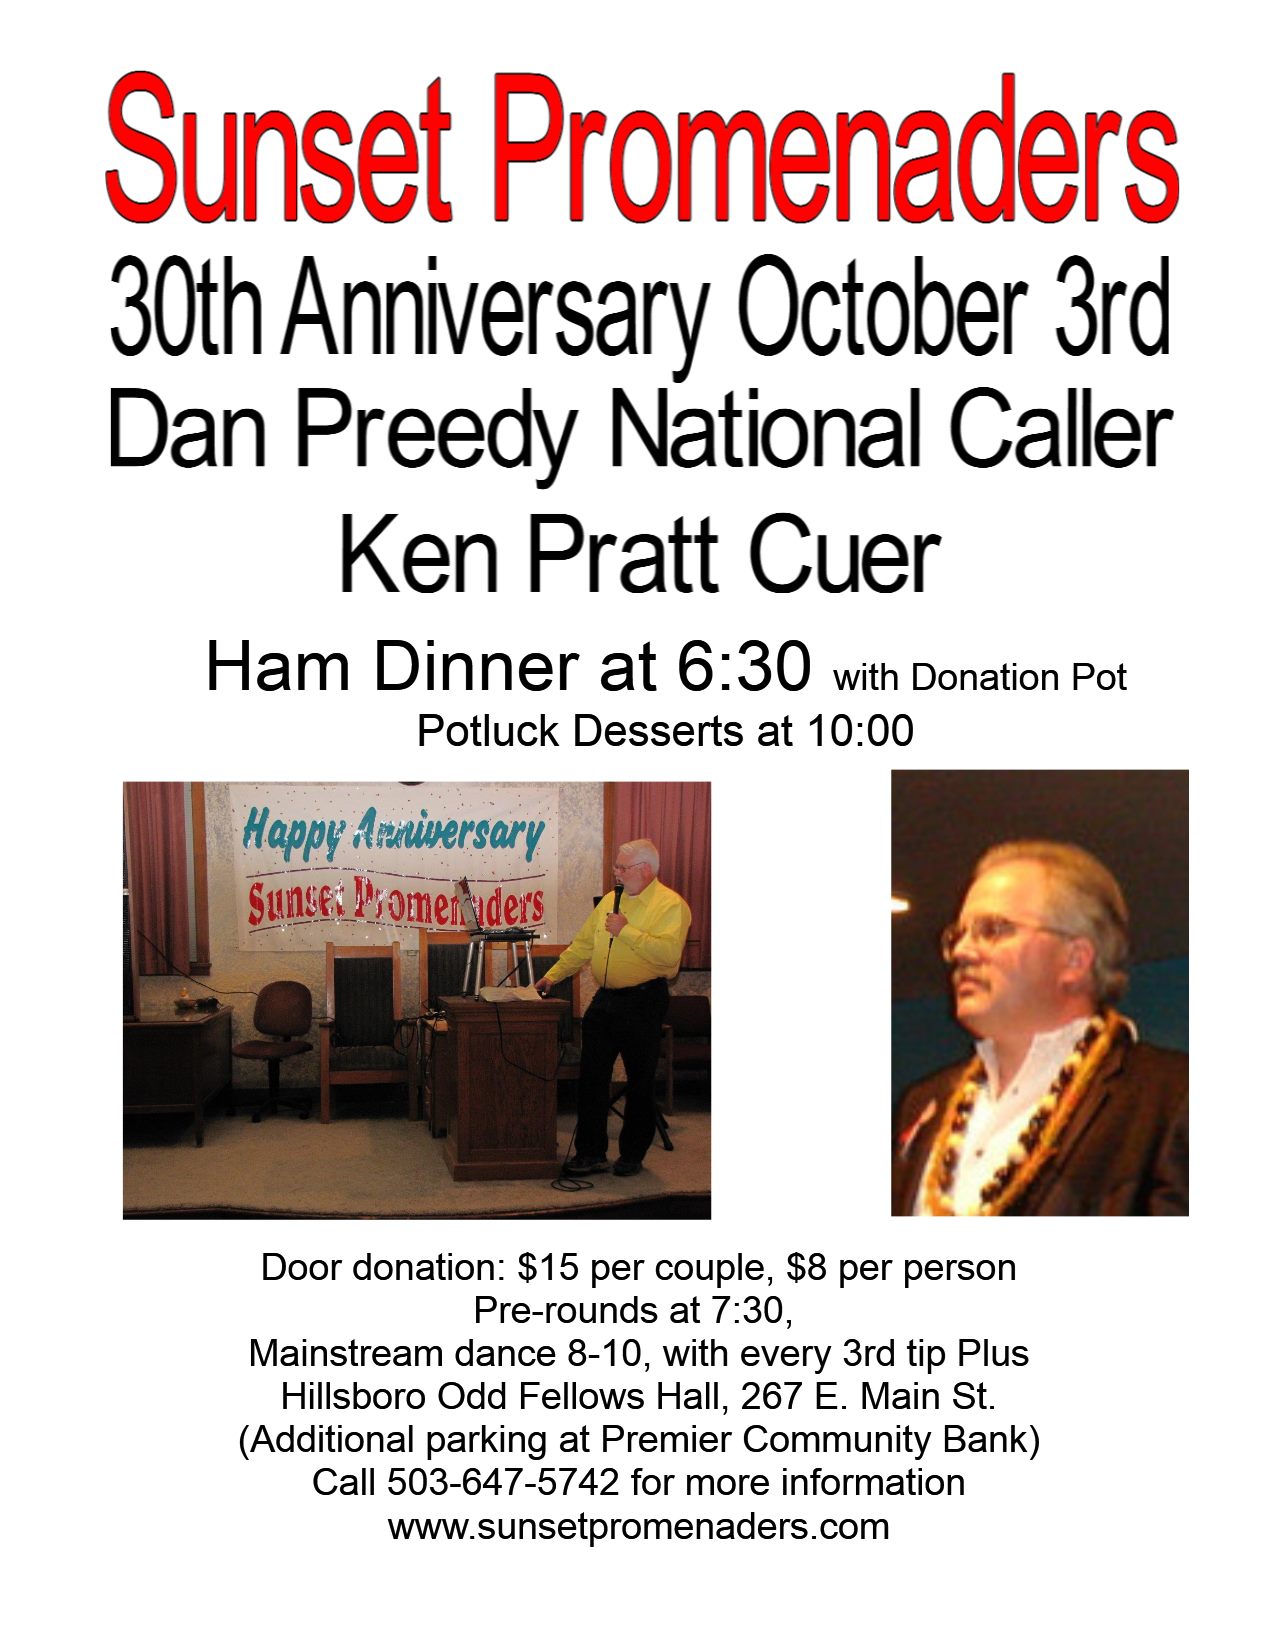 Sunset Promenaders
30th Anniversary October 3rd
Dan Preedy National Caller
Ken Pratt Cuer
Ham Dinner at 6:30 with Donation Pot
Potluck Desserts at 10:00
Happy Anniversary
Sunset Promenaders
Door donation: $15 per couple, $8 per person
Pre-rounds at 7:30,
Mainstream dance 8-10, with every 3rd tip Plus
Hillsboro Odd Fellows Hall, 267 E. Main St.
(Additional parking at Premier Community Bank)
Call 503-647-5742 for more information
www.sunsetpromenaders.com